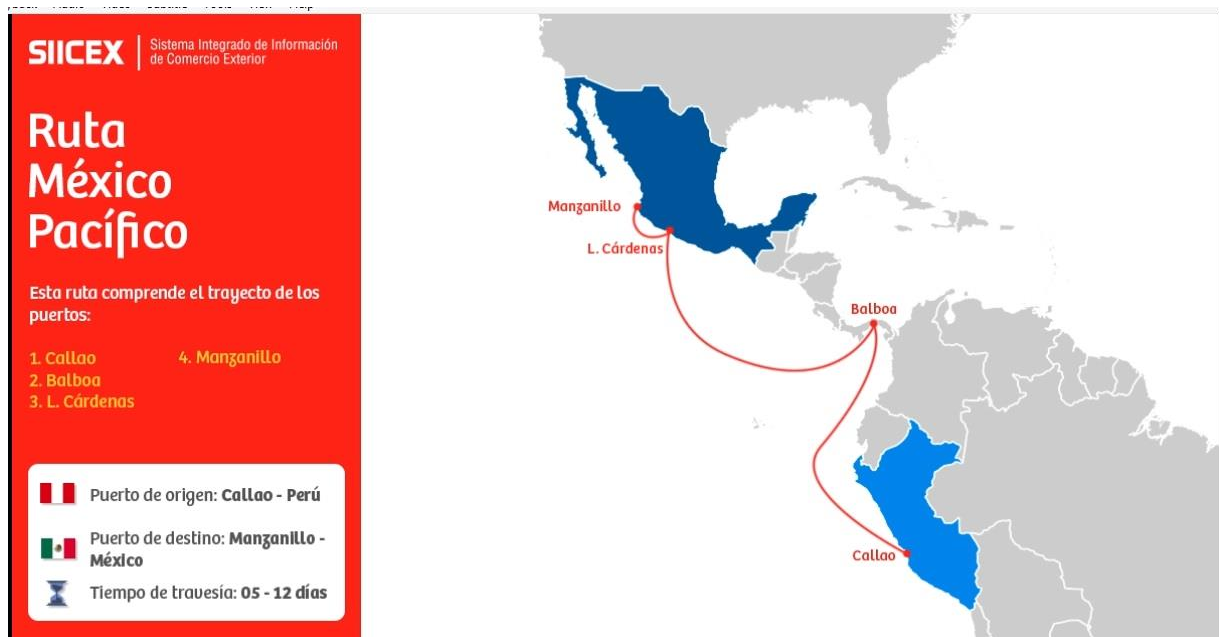 SIICEX
Sistema Integrado de Información
de Comercio Exterior
Ruta
México
Pacífico
Esta ruta comprende el trayecto de los
puertos:
1. Callao
2. Balboa
3. L. Cárdenas
4. Manzanillo
Puerto de origen: Callao - Perú
Puerto de destino: Manzanillo -
México
Tiempo de travesía: 05 - 12 días
Manzanillo
L. Cárdenas
Balboa
Callao